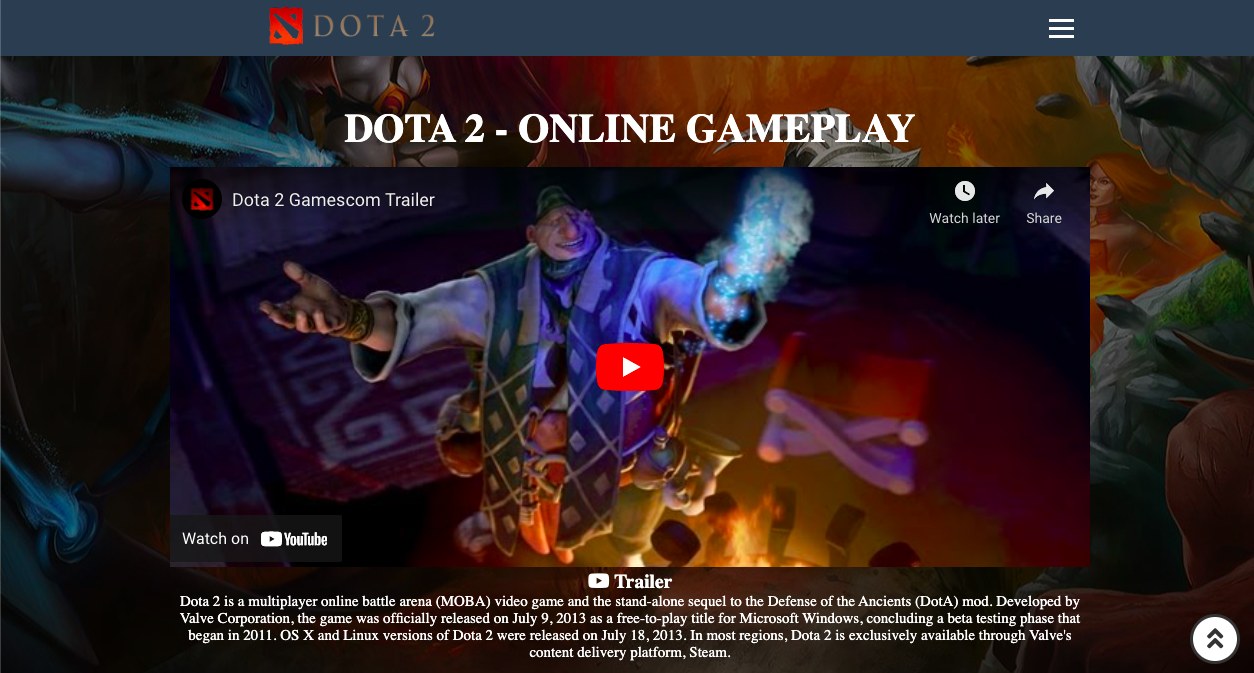 DOTA 2
DOTA 2 - ONLINE GAMEPLAY
Dota 2 Gamescom Trailer
Watch later
Share
Watch on YouTube
Trailer
Dota 2 is a multiplayer online battle arena (MOBA) video game and the stand-alone sequel to the Defense of the Ancients (DotA) mod. Developed by
Valve Corporation, the game was officially released on July 9, 2013 as a free-to-play title for Microsoft Windows, concluding a beta testing phase that
began in 2011. OS X and Linux versions of Dota 2 were released on July 18, 2013. In most regions, Dota 2 is exclusively available through Valve's
content delivery platform, Steam.